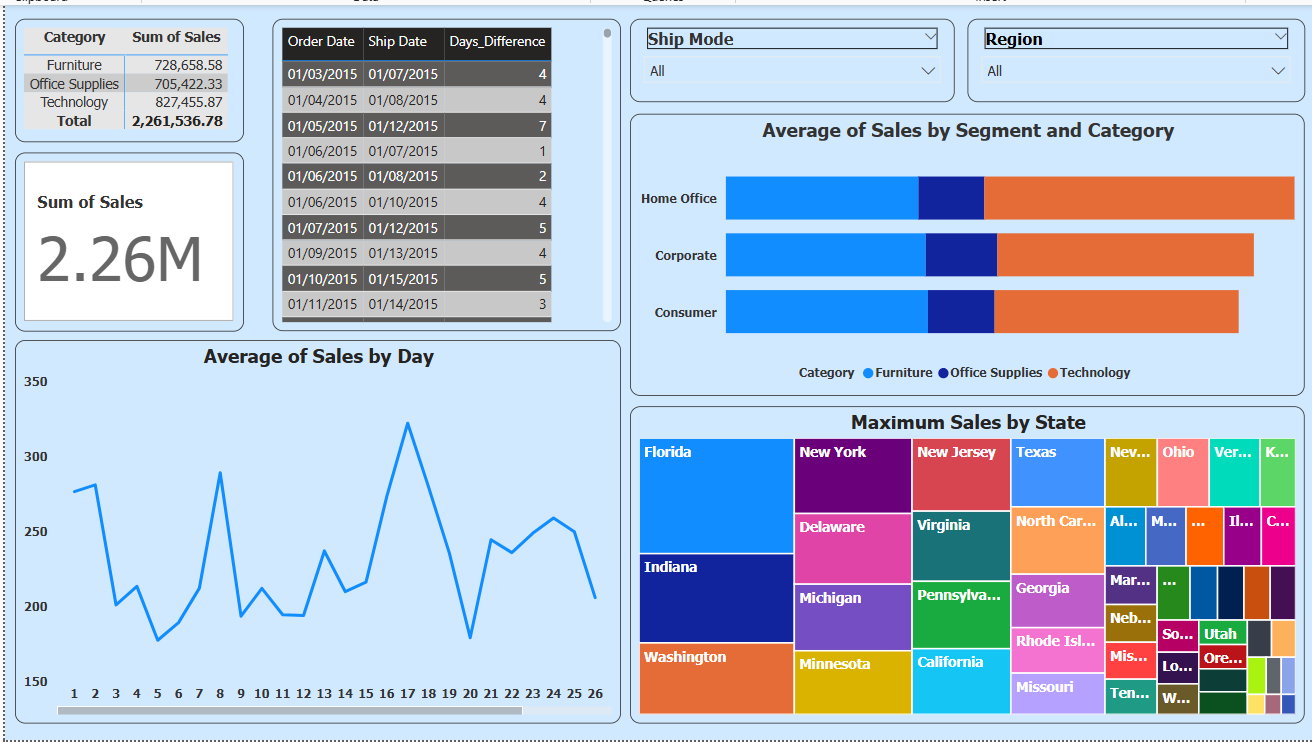 Category Sum of Sales
Furniture 728,658.58
Office Supplies 705,422.33
Technology 827,455.87
Total 2,261,536.78
Sum of Sales
2.26M
Order Date Ship Date Days_Difference
01/03/2015 01/07/2015 4
01/04/2015 01/08/2015 4
01/05/2015 01/12/2015 7
01/06/2015 01/07/2015 1
01/06/2015 01/08/2015 2
01/06/2015 01/10/2015 4
01/07/2015 01/12/2015 5
01/09/2015 01/13/2015 4
01/10/2015 01/15/2015 5
01/11/2015 01/14/2015 3
Ship Mode
All
Region
All
Average of Sales by Segment and Category
Home Office
Corporate
Consumer
Category Furniture Office Supplies Technology
Average of Sales by Day
350
300
250
200
150
1 2 3 4 5 6 7 8 9 10 11 12 13 14 15 16 17 18 19 20 21 22 23 24 25 26
Maximum Sales by State
Florida
Indiana
Washington
New York
Delaware
Michigan
Minnesota
New Jersey
Virginia
Pennsylva...
California
Texas
North Car...
Georgia
Rhode Isl...
Missouri
Nev... Ohio Ver... K...
Al... M... ... Il... C...
Mar... ...
Neb...
Mis...
Ten...
So... Utah
Lo... Ore...
W...